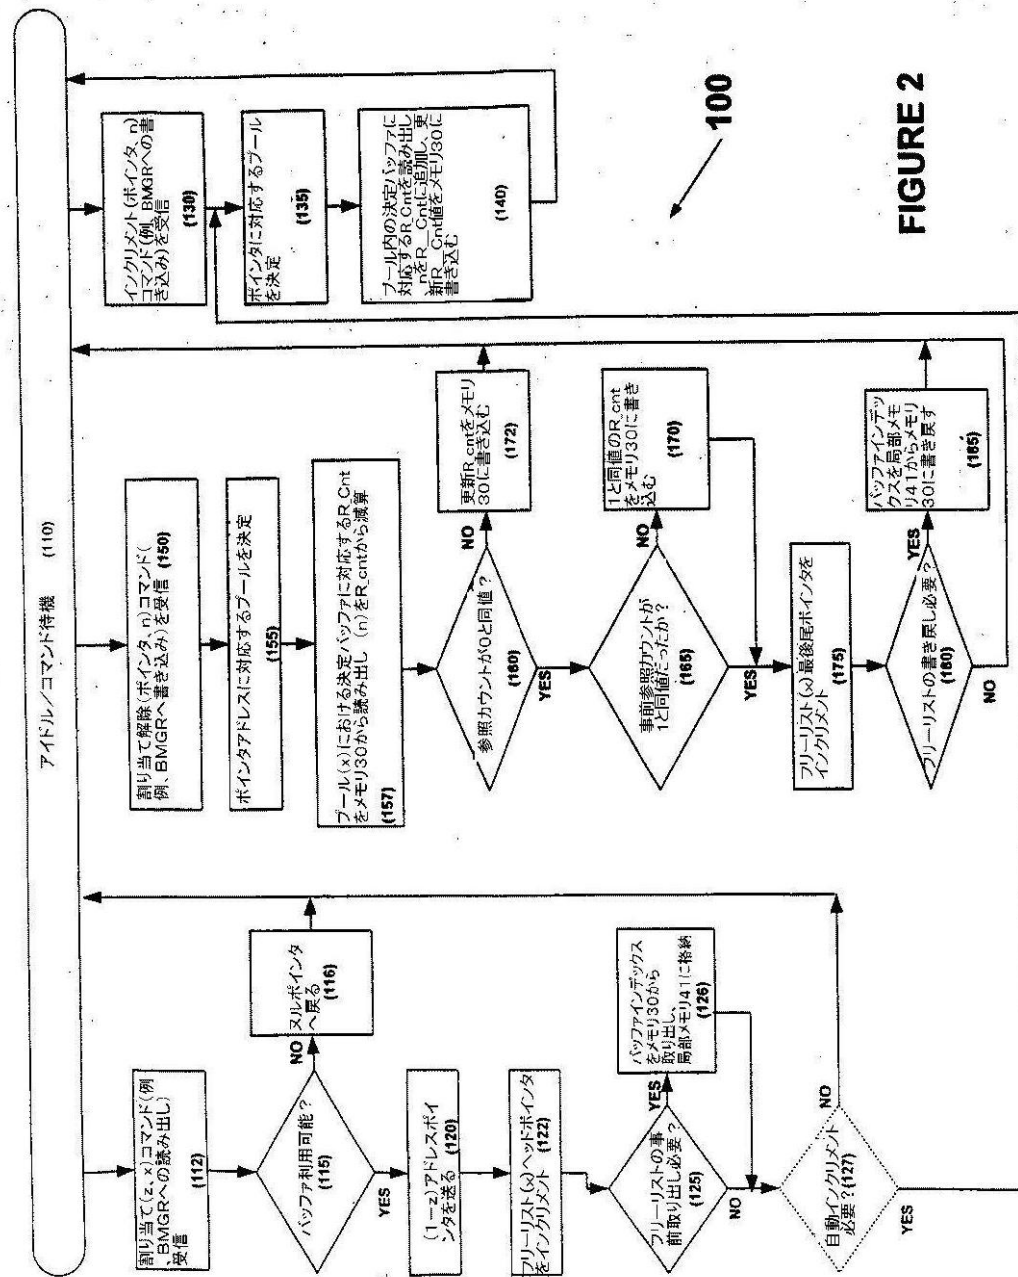 アイドル／コマンド待機 (110)
割り当て(z、x)コマンド(例
、BMGRへの読み出し)
受信 (112)
バッファ利用可能？
(115)
NO
YES
ヌルポインタ
へ戻る
(116)
(1－z)アドレスポイ
ンタを送る (120)
フリーリスト(x)ヘッドポインタ
をインクリメント (122)
フリーリストの事
前取り出し必要？
(125)
YES
NO
バッファインデックス
をメモリ30から
取り出し、
局部メモリ41に格納
(126)
自動インクリメント
必要？(127)
NO
YES
割り当て解除(ポインタ、n)コマンド(
例、BMGRへ書き込み)を受信 (150)
ポインタアドレスに対応するプールを決定
(155)
プール(x)における決定バッファに対応するR_Cnt
をメモリ30から読み出し (n)をR_cntから減算
(157)
参照カウントが0と同値？
(160)
NO
YES
更新R_cntをメモリ
30に書き込む
(172)
事前参照カウントが
1と同値だったか？
(165)
NO
YES
1と同値のR_cnt
をメモリ30に書き
込む
(170)
フリーリスト(x)最後尾ポインタを
インクリメント (175)
フリーリストの書き戻し必要？
(180)
YES
NO
バッファインデッ
クスを局部メモ
リ41からメモリ
30に書き戻す
(185)
インクリメント(ポインタ、n)
コマンド(例、BMGRへの書
き込み)を受信
(130)
ポインタに対応するプール
を決定
(135)
プール内の決定バッファに
対応するR_Cntを読み出し
nをR__Cntに追加し、更
新R_Cnt値をメモリ30に
書き込む
(140)
100
FIGURE 2